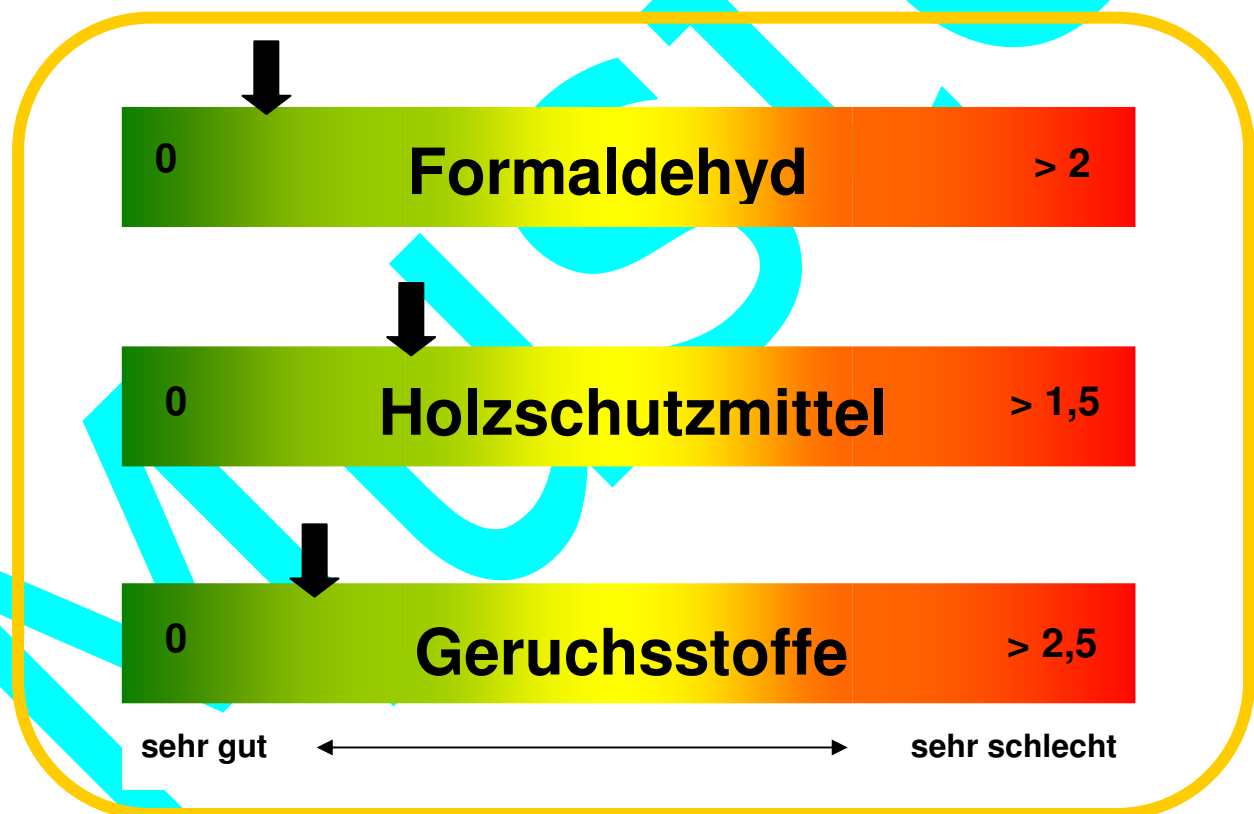 0 Formaldehyd > 2
0 Holzschutzmittel > 1,5
0 Geruchsstoffe > 2,5
sehr gut sehr schlecht